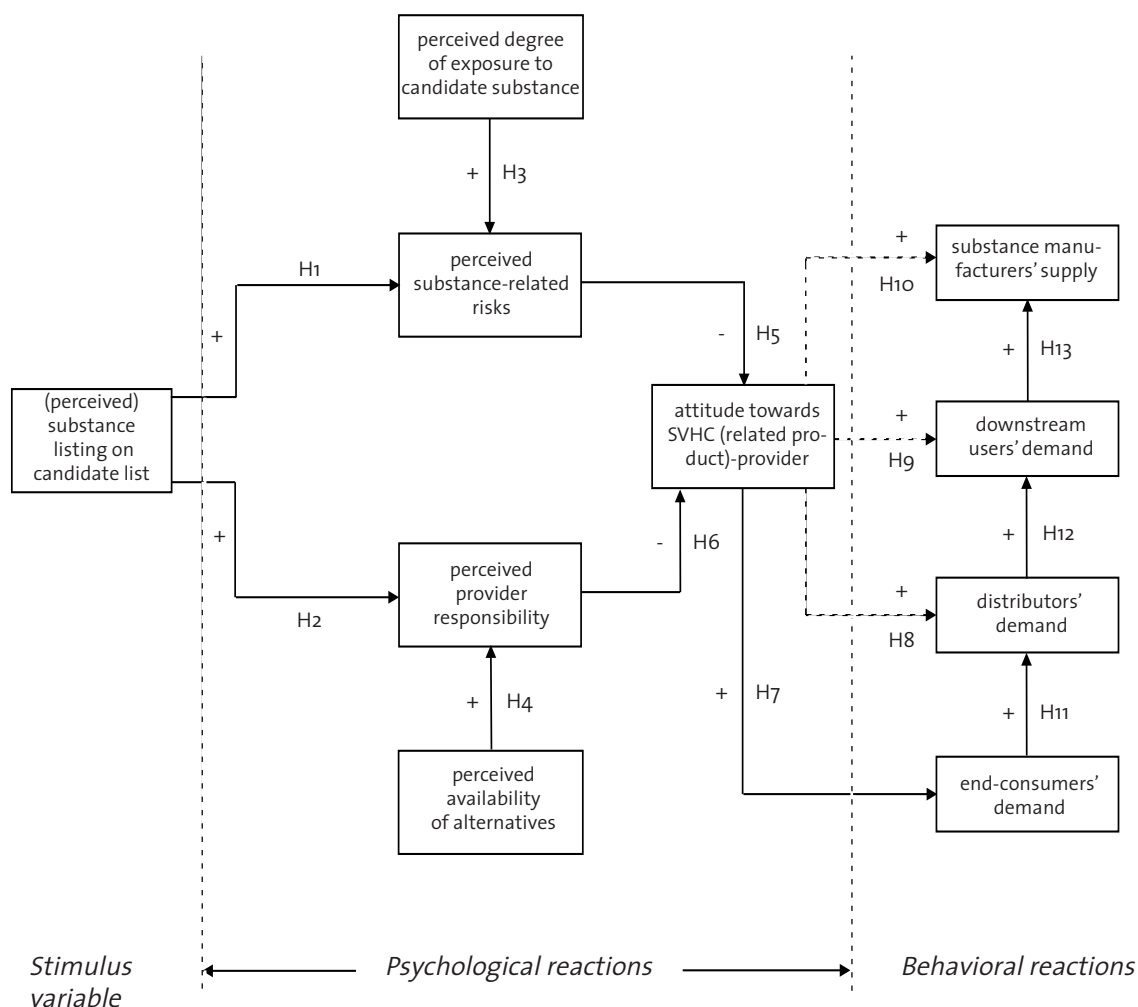 perceived degree
of exposure to
candidate substance
+
H3
perceived
substance-related
risks
H1
+
(perceived)
substance
listing on
candidate list
+
H2
perceived
provider
responsibility
+
H4
perceived
availability
of alternatives
-
H5
attitude towards
SVHC (related pro-
duct)-provider
-
H6
+
H7
+
H10
substance manu-
facturers' supply
+
H13
+
H9
downstream
users' demand
+
H12
+
H8
distributors'
demand
+
H11
end-consumers'
demand
Stimulus
variable
Psychological reactions
Behavioral reactions